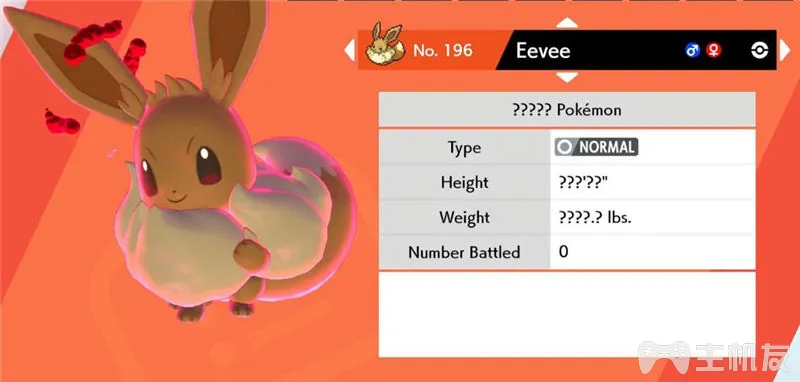 No. 196 Eevee ♂ ♀
????? Pokémon
Type NORMAL
Height ???'??"
Weight ????.? lbs.
Number Battled 0
主机友